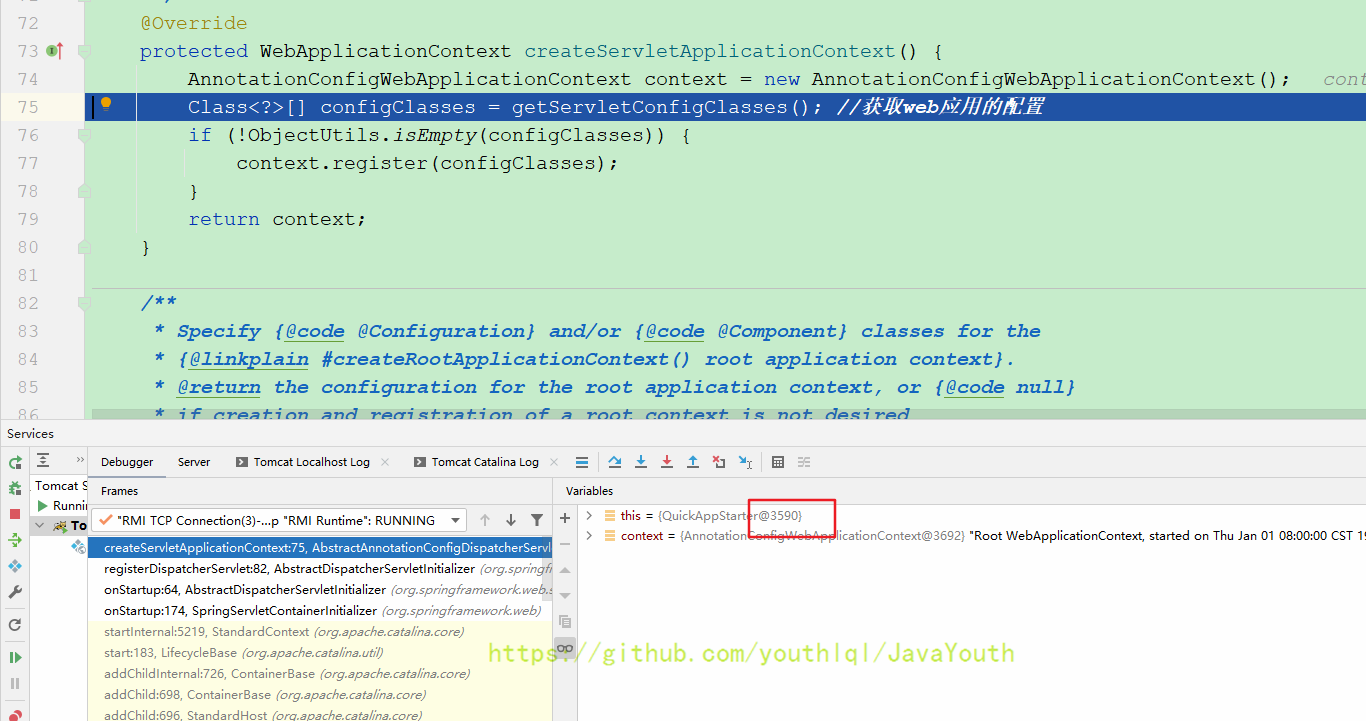 72 @Override
73 protected WebApplicationContext createServletApplicationContext() {
74 AnnotationConfigWebApplicationContext context = new AnnotationConfigWebApplicationContext(); cont
75 Class<?>[] configClasses = getServletConfigClasses(); //获取web应用的配置
76 if (!ObjectUtils.isEmpty(configClasses)) {
77 context.register(configClasses);
78 }
79 return context;
80 }
81
82 /**
83 * Specify {@code @Configuration} and/or {@code @Component} classes for the
84 * {@linkplain #createRootApplicationContext() root application context}.
85 * @return the configuration for the root application context, or {@code null}
86 * if creation and registration of a root context is not desired
Services
Debugger Server Tomcat Localhost Log Tomcat Catalina Log
Tomcat S
Runni
To
Frames
"RMI TCP Connection(3)-...p "RMI Runtime": RUNNING
createServletApplicationContext:75, AbstractAnnotationConfigDispatcherServl
registerDispatcherServlet:82, AbstractDispatcherServletInitializer (org.springf
onStartup:64, AbstractDispatcherServletInitializer (org.springframework.web.s
onStartup:174, SpringServletContainerInitializer (org.springframework.web)
startInternal:5219, StandardContext (org.apache.catalina.core)
start:183, LifecycleBase (org.apache.catalina.util)
addChildInternal:726, ContainerBase (org.apache.catalina.core)
addChild:698, ContainerBase (org.apache.catalina.core)
addChild:696, StandardHost (org.apache.catalina.core)
Variables
this = {QuickAppStarter@3590}
context = {AnnotationConfigWebApplicationContext@3692} "Root WebApplicationContext, started on Thu Jan 01 08:00:00 CST 19
https://github.com/youthlql/JavaYouth